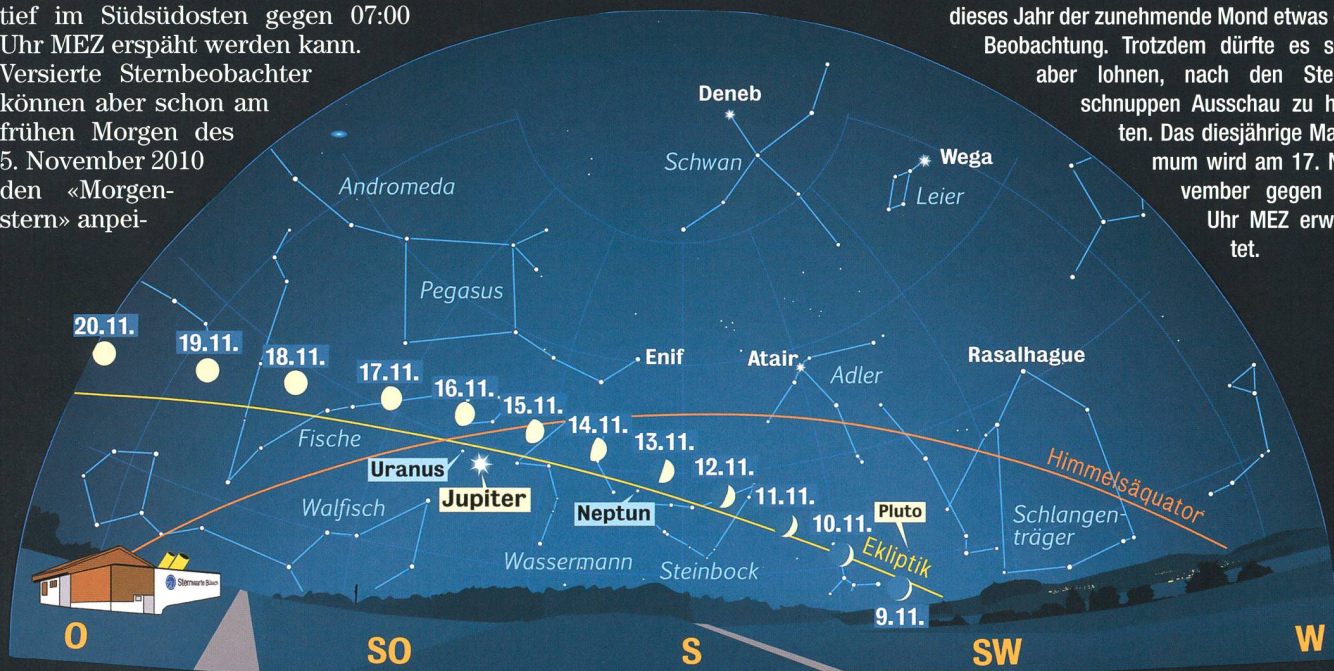 tief im Südsüdosten gegen 07:00
Uhr MEZ erspäht werden kann.
Versierte Sternbeobachter
können aber schon am
frühen Morgen des
5. November 2010
den «Morgen-
stern» anpei-
dieses Jahr der zunehmende Mond etwas
Beobachtung. Trotzdem dürfte es s
aber lohnen, nach den Ste
schnuppen Ausschau zu h
ten. Das diesjährige Ma
mum wird am 17. N
vember gegen
Uhr MEZ erw
tet.
Deneb
Schwan
Wega
Leier
Andromeda
Pegasus
Enif
Atair
Adler
Rasalhague
20.11.
19.11.
18.11.
17.11.
16.11.
15.11.
14.11.
13.11.
12.11.
11.11.
10.11.
9.11.
Fische
Uranus
Jupiter
Neptun
Pluto
Walfisch
Wassermann
Steinbock
Ekliptik
Himmelsäquator
Schlangen-
träger
Sternwarte Bülach
O
SO
S
SW
W